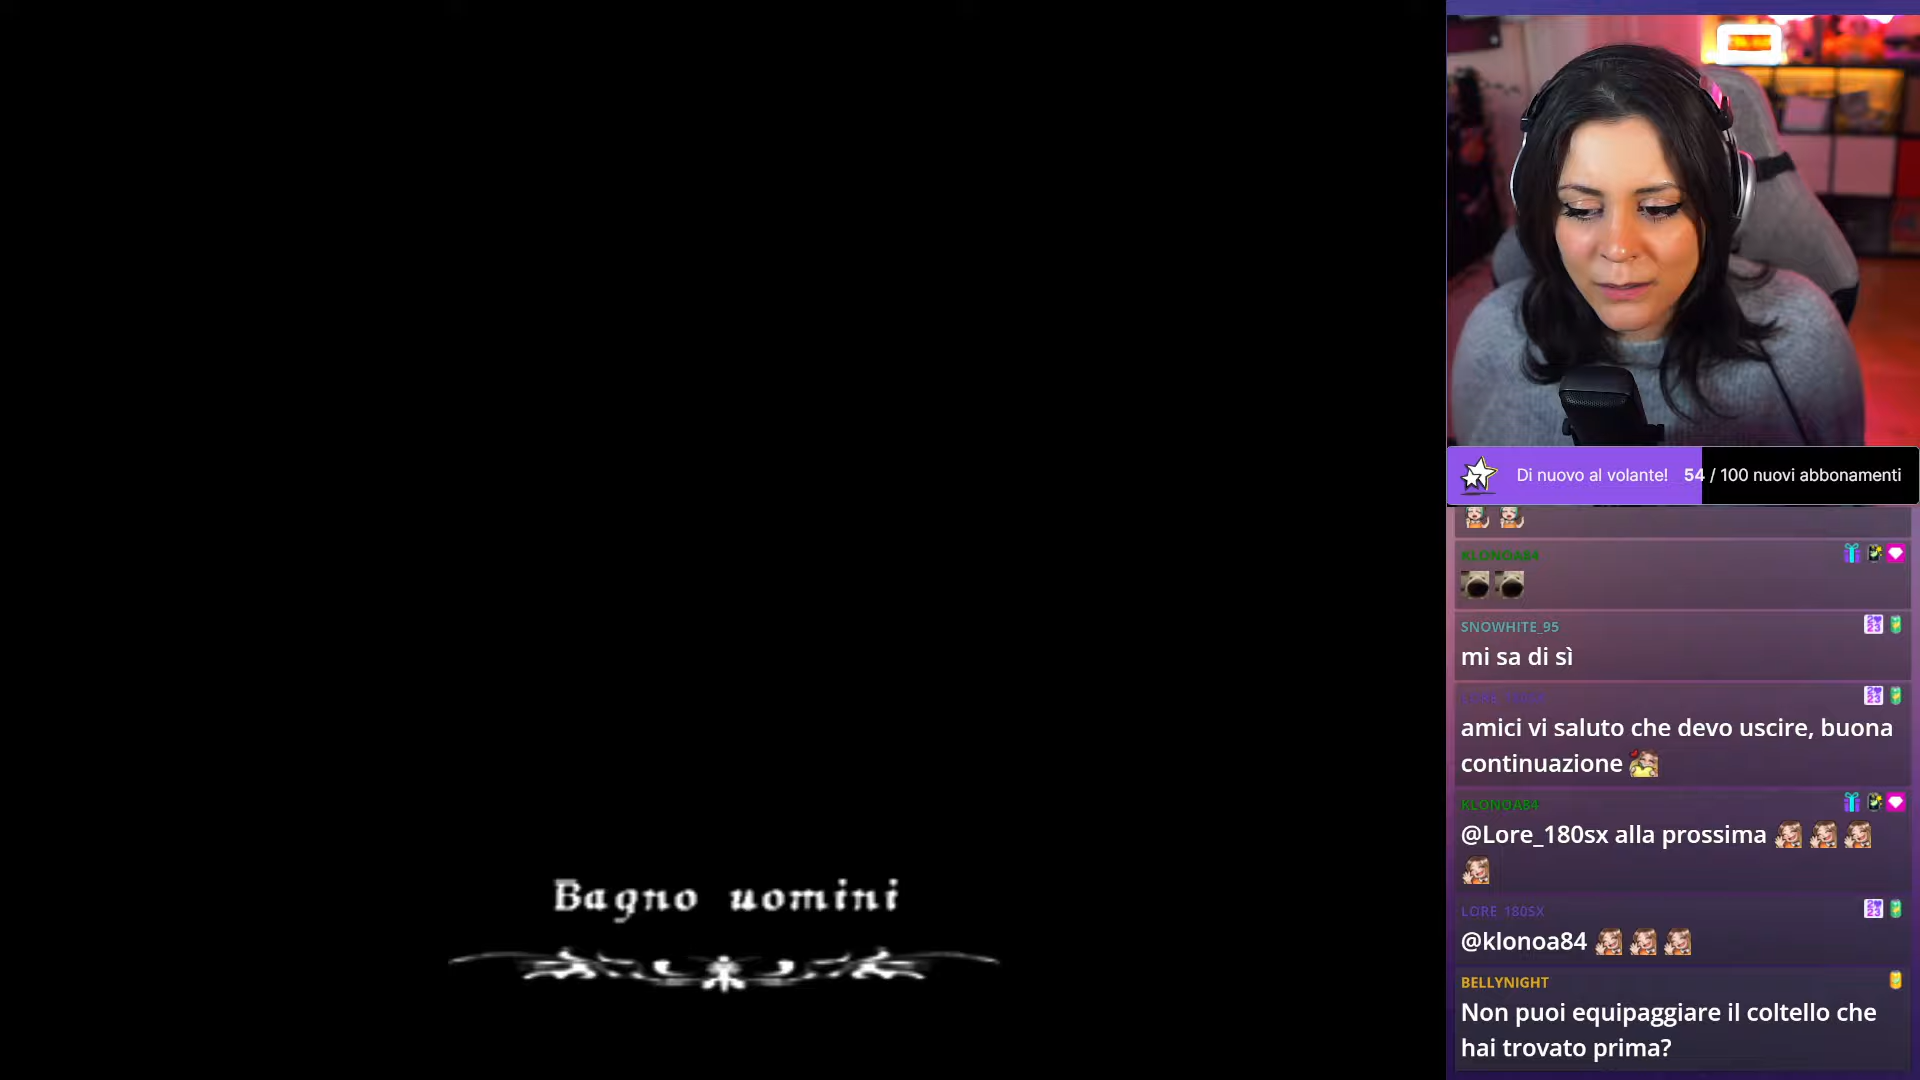 Di nuovo al volante! 54 / 100 nuovi abbonamenti
KLONOA84
SNOWHITE_95
mi sa di sì
LORE_180SX
amici vi saluto che devo uscire, buona
continuazione
KLONOA84
@Lore_180sx alla prossima
LORE_180SX
@klonoa84
BELLYNIGHT
Non puoi equipaggiare il coltello che
hai trovato prima?
Bagno uomini